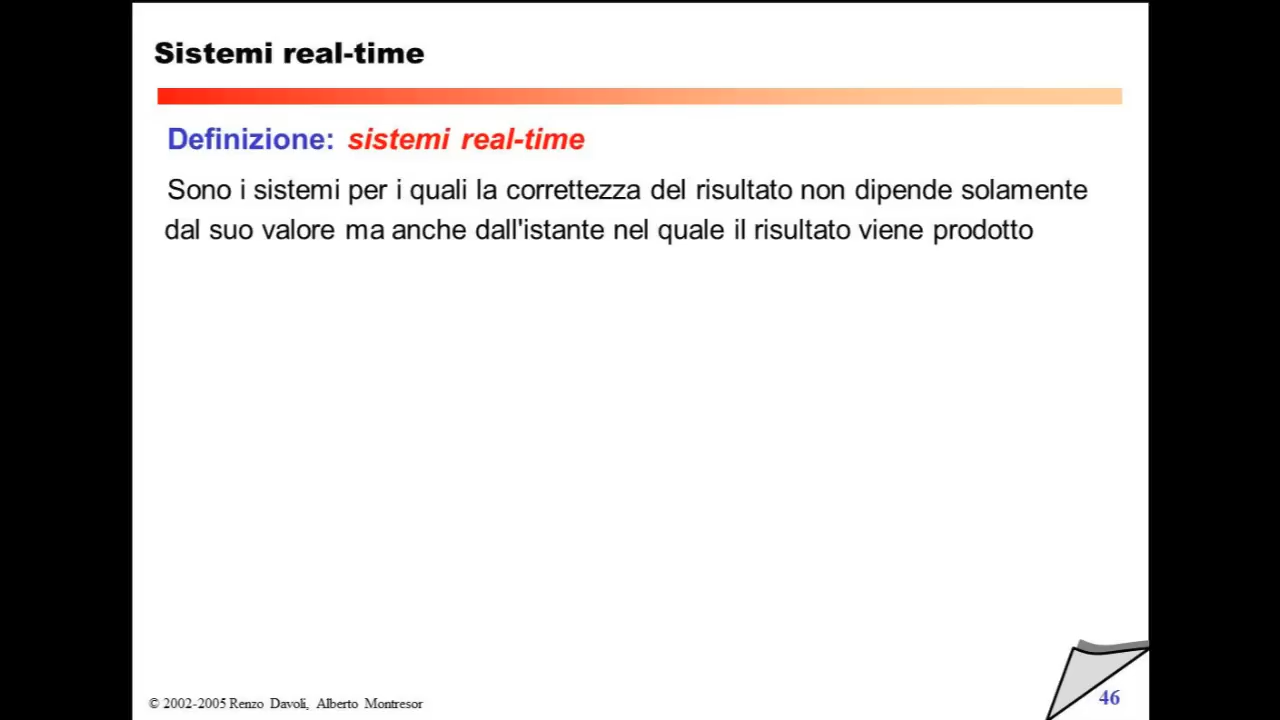 Sistemi real-time
Definizione: sistemi real-time
Sono i sistemi per i quali la correttezza del risultato non dipende solamente
dal suo valore ma anche dall'istante nel quale il risultato viene prodotto
© 2002-2005 Renzo Davoli, Alberto Montresor
46